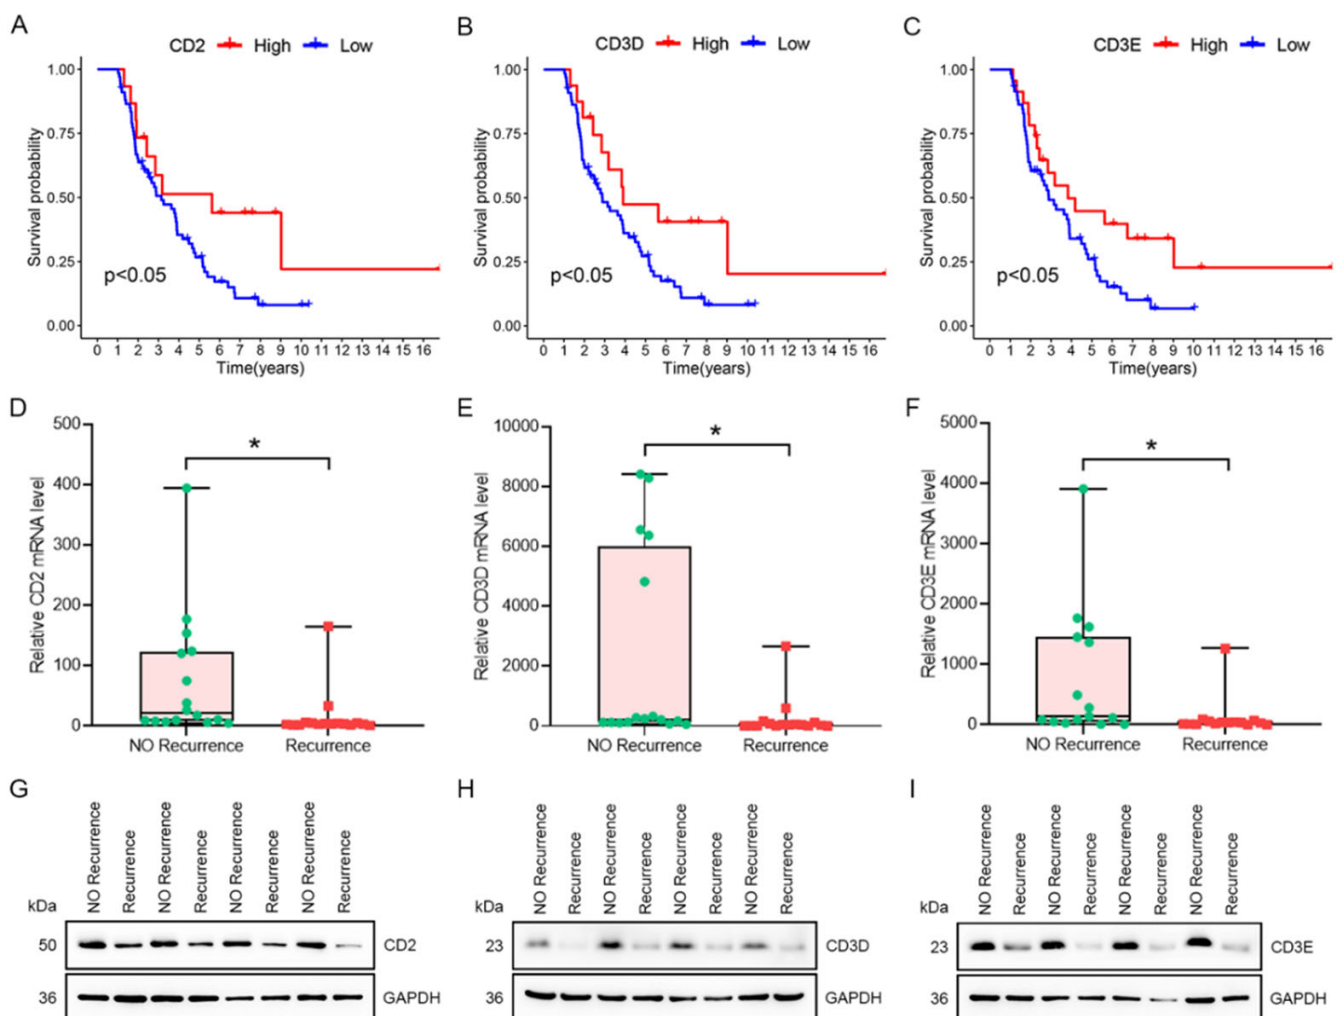 A
CD2 High Low
Survival probability
1.00
0.75
0.50
0.25
0.00
p<0.05
0 1 2 3 4 5 6 7 8 9 10 11 12 13 14 15 16
Time(years)
B
CD3D High Low
Survival probability
1.00
0.75
0.50
0.25
0.00
p<0.05
0 1 2 3 4 5 6 7 8 9 10 11 12 13 14 15 16
Time(years)
C
CD3E High Low
Survival probability
1.00
0.75
0.50
0.25
0.00
p<0.05
0 1 2 3 4 5 6 7 8 9 10 11 12 13 14 15 16
Time(years)
D
Relative CD2 mRNA level
500
400
300
200
100
0
*
NO Recurrence Recurrence
E
Relative CD3D mRNA level
10000
8000
6000
4000
2000
0
*
NO Recurrence Recurrence
F
Relative CD3E mRNA level
5000
4000
3000
2000
1000
0
*
NO Recurrence Recurrence
G
NO Recurrence
Recurrence
NO Recurrence
Recurrence
NO Recurrence
Recurrence
NO Recurrence
Recurrence
kDa
50 CD2
36 GAPDH
H
NO Recurrence
Recurrence
NO Recurrence
Recurrence
NO Recurrence
Recurrence
NO Recurrence
Recurrence
kDa
23 CD3D
36 GAPDH
I
NO Recurrence
Recurrence
NO Recurrence
Recurrence
NO Recurrence
Recurrence
NO Recurrence
Recurrence
kDa
23 CD3E
36 GAPDH